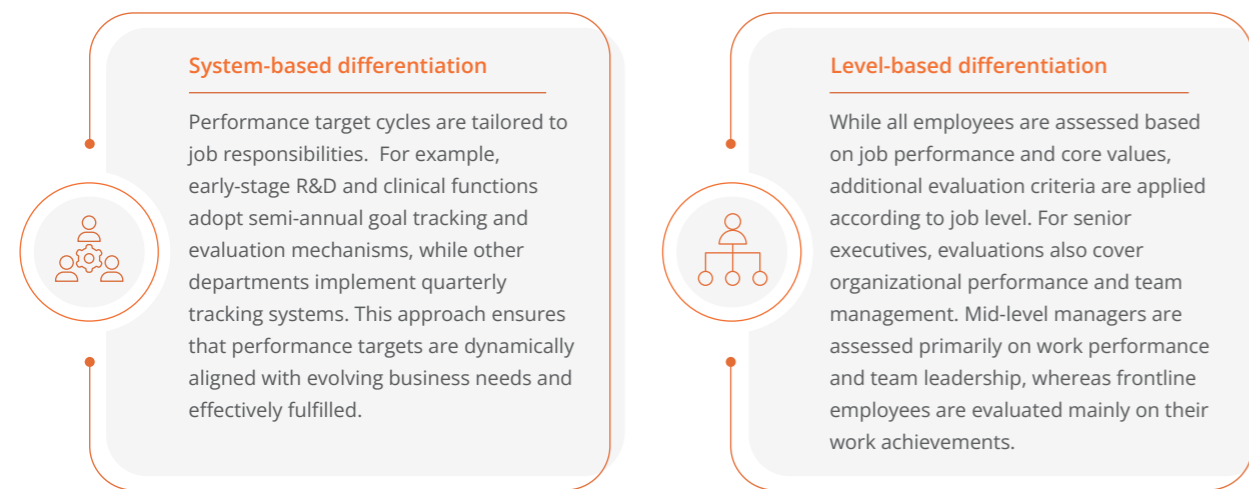 System-based differentiation
Performance target cycles are tailored to
job responsibilities.  For example,
early-stage R&D and clinical functions
adopt semi-annual goal tracking and
evaluation mechanisms, while other
departments implement quarterly
tracking systems. This approach ensures
that performance targets are dynamically
aligned with evolving business needs and
effectively fulfilled.
Level-based differentiation
While all employees are assessed based
on job performance and core values,
additional evaluation criteria are applied
according to job level. For senior
executives, evaluations also cover
organizational performance and team
management. Mid-level managers are
assessed primarily on work performance
and team leadership, whereas frontline
employees are evaluated mainly on their
work achievements.